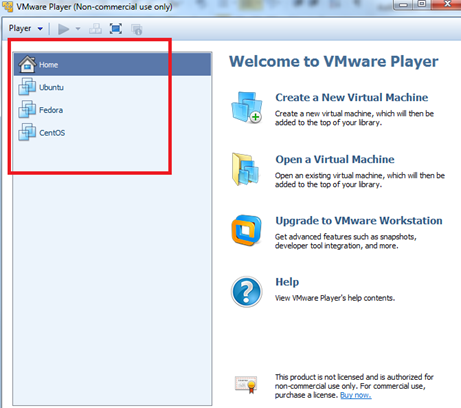 VMware Player (Non-commercial use only)
Player
Home
Ubuntu
Fedora
CentOS
Welcome to VMware Player
Create a New Virtual Machine
Create a new virtual machine, which will then be
added to the top of your library.
Open a Virtual Machine
Open an existing virtual machine, which will then be
added to the top of your library.
Upgrade to VMware Workstation
Get advanced features such as snapshots,
developer tool integration, and more.
Help
View VMware Player's help contents.
This product is not licensed and is authorized for
non-commercial use only. For commercial use,
purchase a license. Buy now.